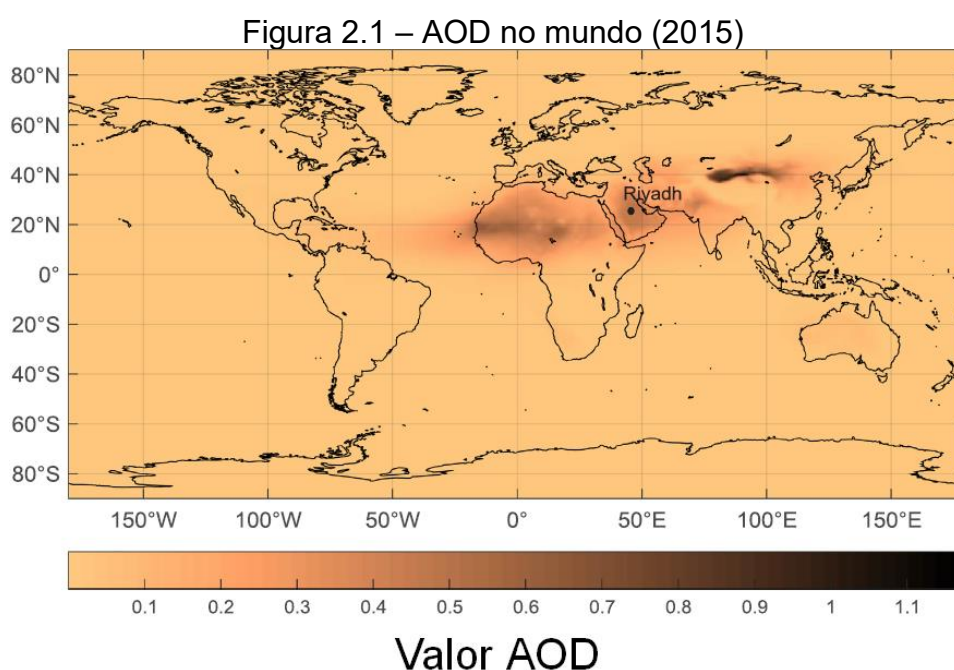 Figura 2.1 – AOD no mundo (2015)
80°N
60°N
40°N
Riyadh
20°N
0°
20°S
40°S
60°S
80°S
150°W 100°W 50°W 0° 50°E 100°E 150°E
0.1 0.2 0.3 0.4 0.5 0.6 0.7 0.8 0.9 1 1.1
Valor AOD